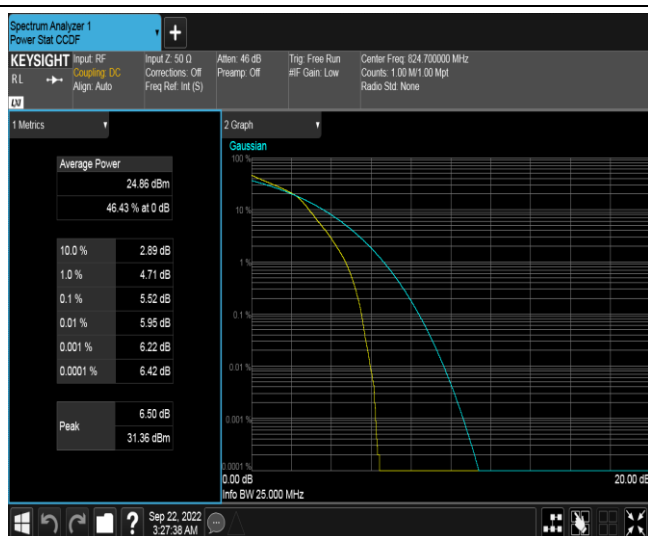 Spectrum Analyzer 1
Power Stat CCDF
+
KEYSIGHT
RL
LXI
Input: RF
Coupling: DC
Align: Auto
Input Z: 50 Ω
Corrections: Off
Freq Ref: Int (S)
Atten: 46 dB
Preamp: Off
Trig: Free Run
#IF Gain: Low
Center Freq: 824.700000 MHz
Counts: 1.00 M/1.00 Mpt
Radio Std: None
1 Metrics
Average Power
24.86 dBm
46.43 % at 0 dB
10.0 % 2.89 dB
1.0 % 4.71 dB
0.1 % 5.52 dB
0.01 % 5.95 dB
0.001 % 6.22 dB
0.0001 % 6.42 dB
Peak
6.50 dB
31.36 dBm
2 Graph
Gaussian
100 %
10 %
1 %
0.1 %
0.01 %
0.001 %
0.0001 %
0.00 dB
20.00 dB
Info BW 25.000 MHz
?
Sep 22, 2022
3:27:38 AM